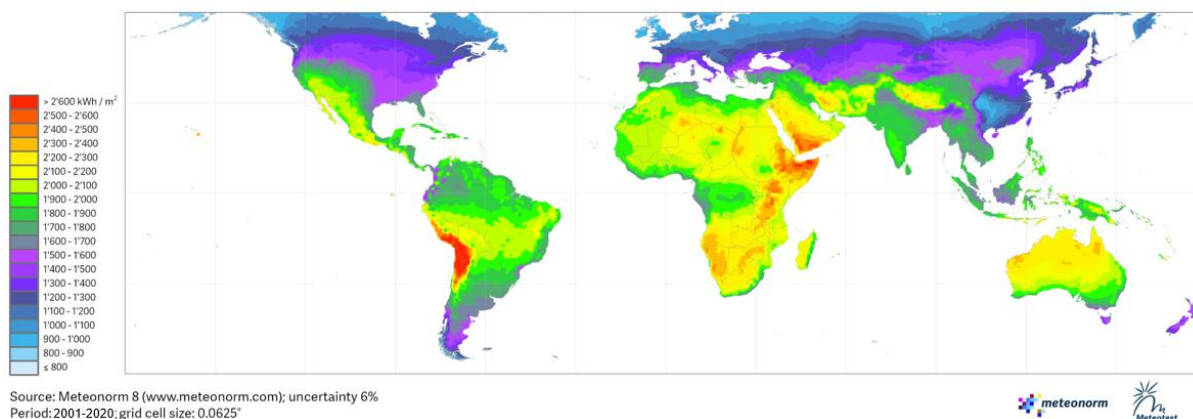 > 2'600 kWh / m²
2'500 - 2'600
2'400 - 2'500
2'300 - 2'400
2'200 - 2'300
2'100 - 2'200
2'000 - 2'100
1'900 - 2'000
1'800 - 1'900
1'700 - 1'800
1'600 - 1'700
1'500 - 1'600
1'400 - 1'500
1'300 - 1'400
1'200 - 1'300
1'100 - 1'200
1'000 - 1'100
900 - 1'000
800 - 900
≤ 800
Source: Meteonorm 8 (www.meteonorm.com); uncertainty 6%
Period: 2001-2020; grid cell size: 0.0625°
meteonorm
Meteotest